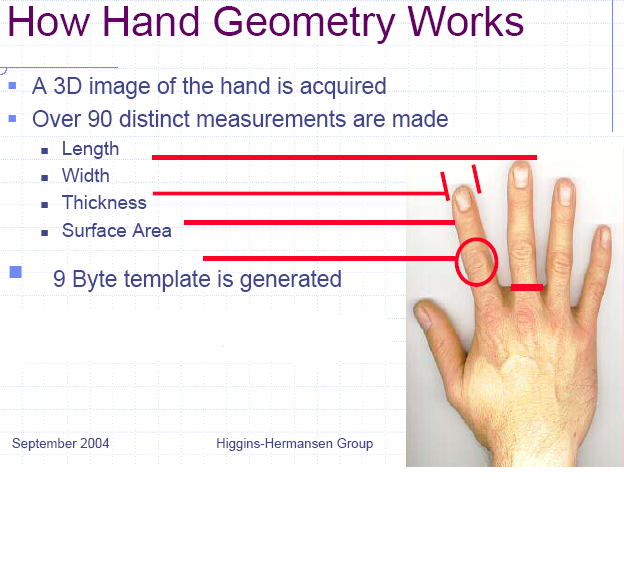 How Hand Geometry Works
A 3D image of the hand is acquired
Over 90 distinct measurements are made
Length
Width
Thickness
Surface Area
9 Byte template is generated
September 2004
Higgins-Hermansen Group